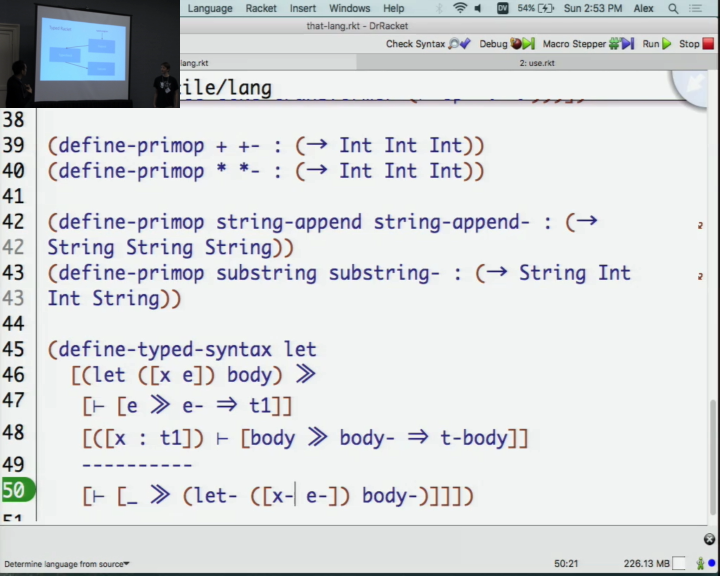 Language Racket Insert Windows Tabs Help 54% Sun 2:53 PM Alex
that-lang.rkt - DrRacket
Check Syntax Debug Macro Stepper Run Stop
lang.rkt 2: use.rkt
ile/lang
38
39 (define-primop + +- : (→ Int Int Int))
40 (define-primop * *- : (→ Int Int Int))
41
42 (define-primop string-append string-append- : (→
42 String String String))
43 (define-primop substring substring- : (→ String Int
43 Int String))
44
45 (define-typed-syntax let
46 [(let ([x e]) body) ≫
47 [⊢ [e ≫ e- ⇒ t1]]
48 [([x : t1]) ⊢ [body ≫ body- ⇒ t-body]]
49 ----------
50 [⊢ [_ ≫ (let- ([x- e-]) body-)]]]])
51
Determine language from source 50:21 226.13 MB